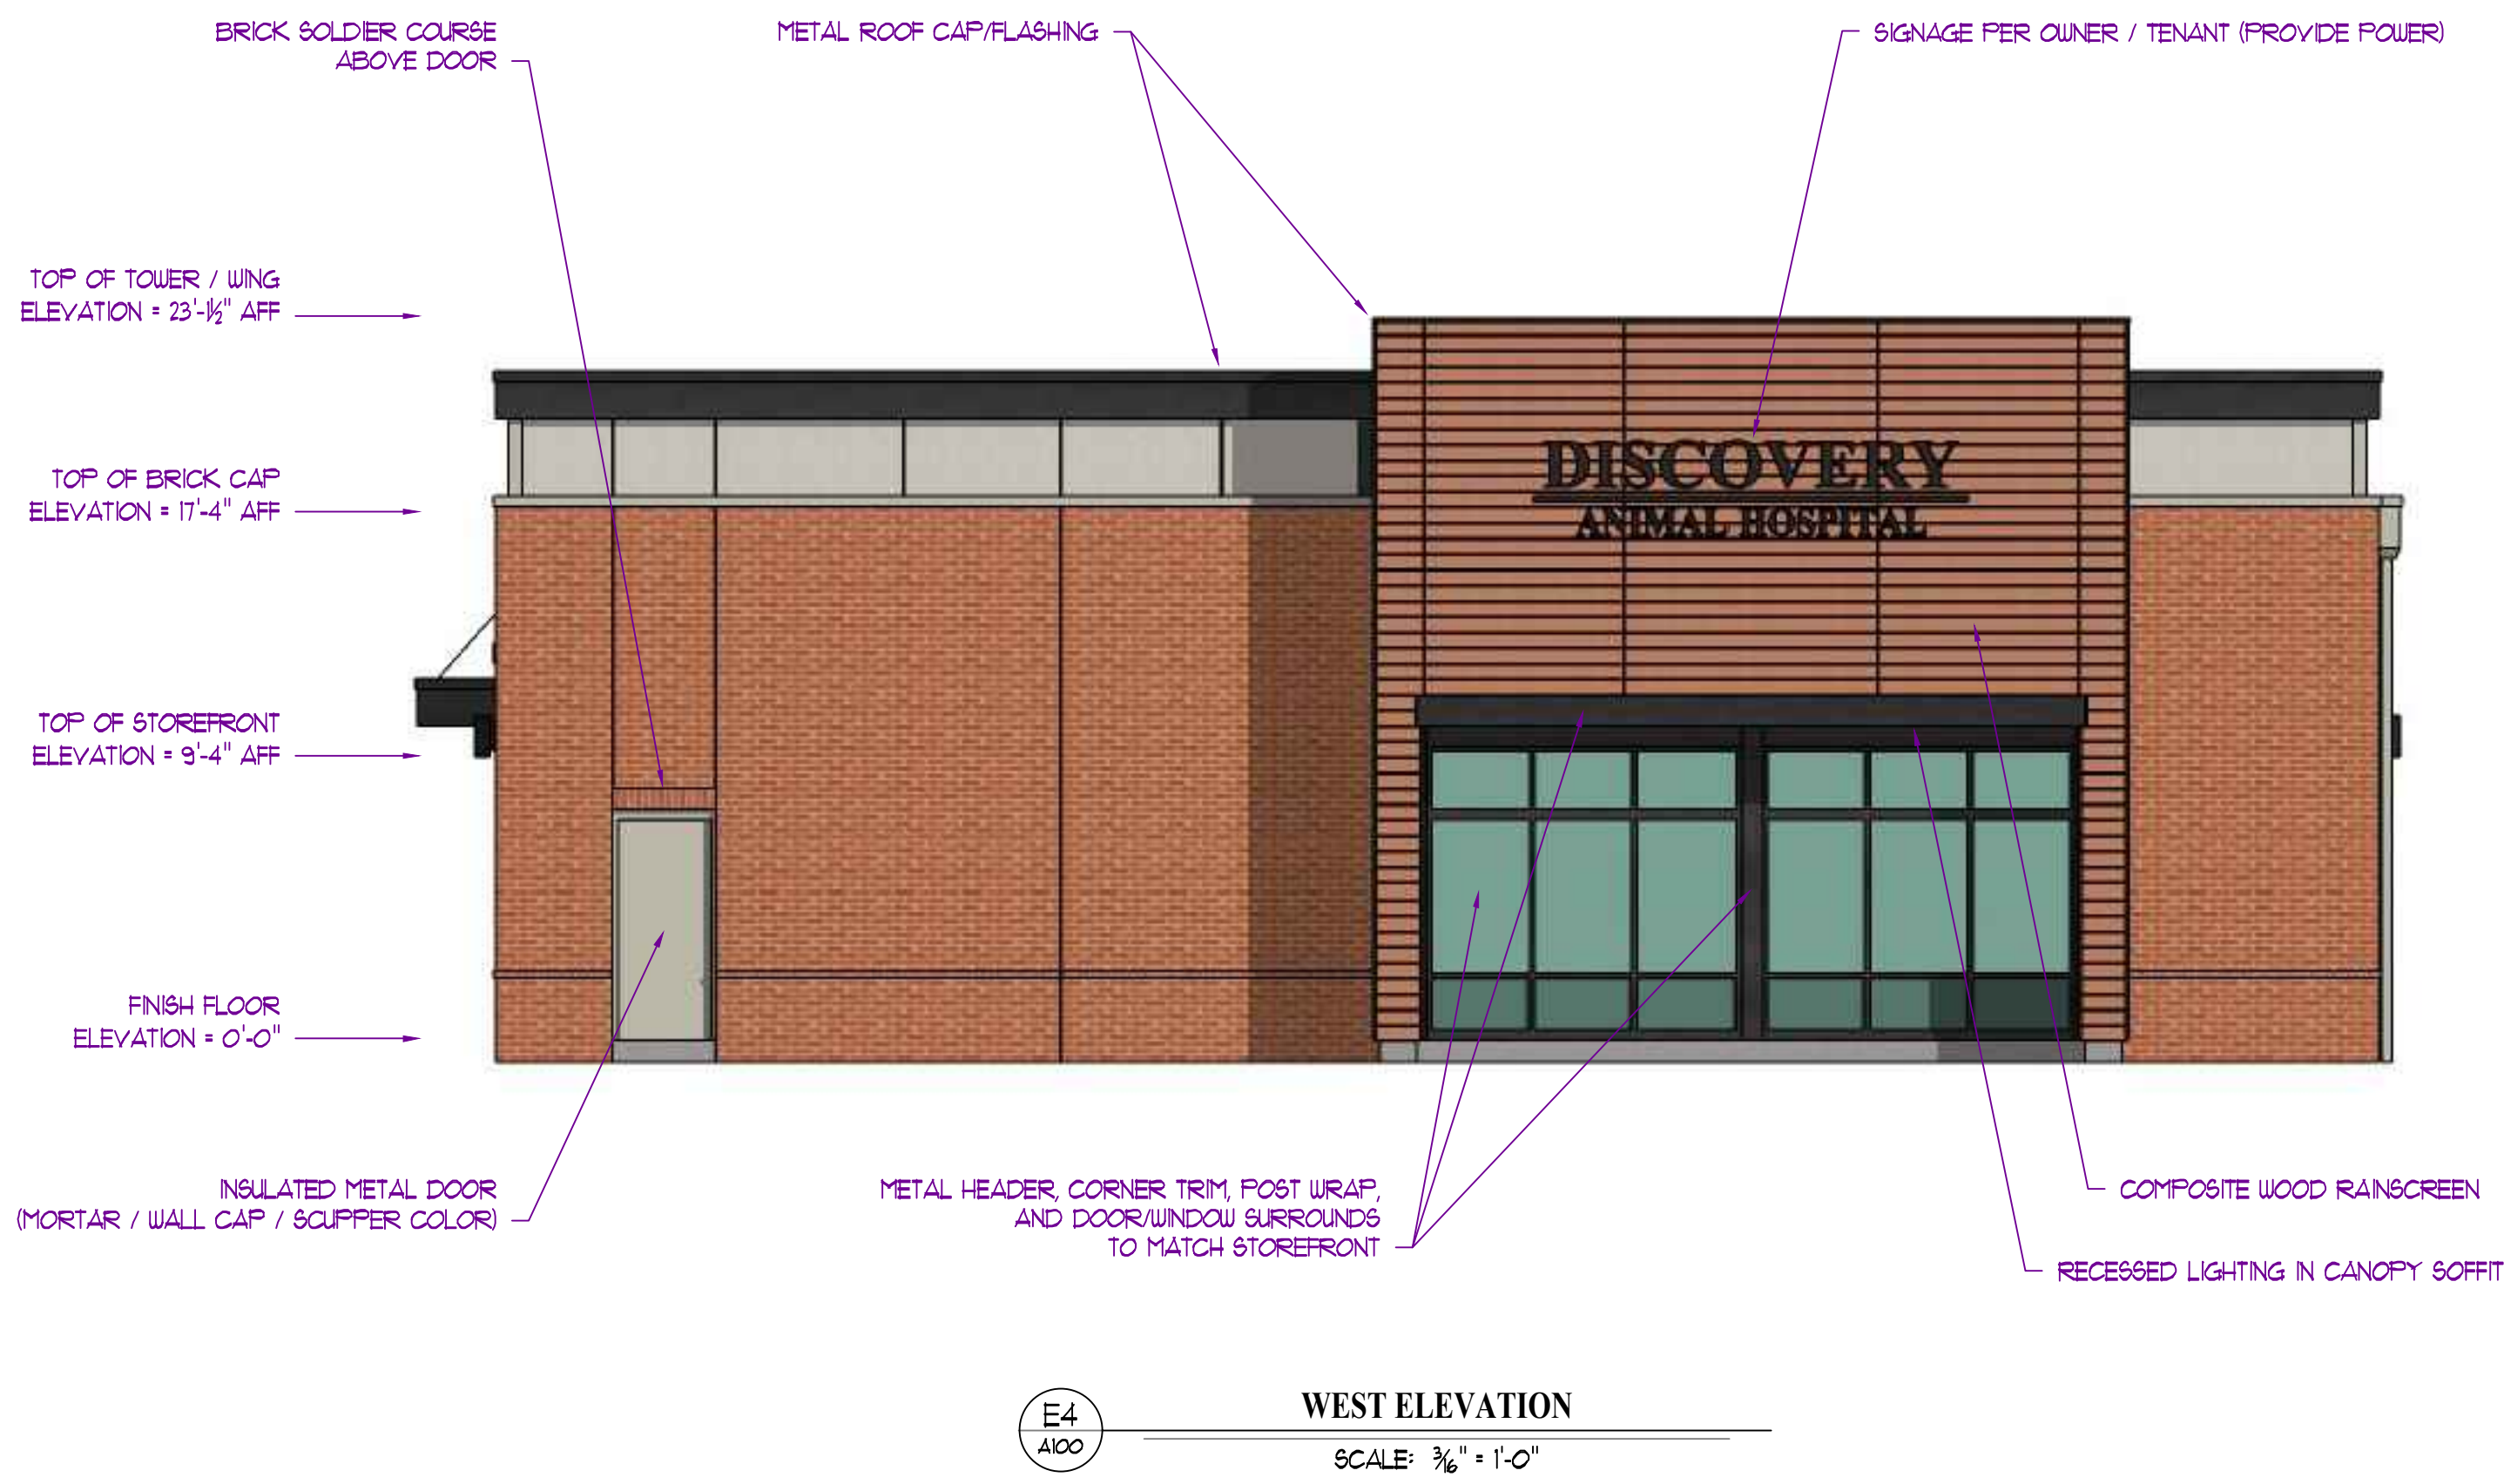 BRICK SOLDIER COURSE
ABOVE DOOR
METAL ROOF CAP/FLASHING
SIGNAGE PER OWNER / TENANT (PROVIDE POWER)
TOP OF TOWER / WING
ELEVATION = 23'-1½" AFF
TOP OF BRICK CAP
ELEVATION = 17'-4" AFF
DISCOVERY
ANIMAL HOSPITAL
TOP OF STOREFRONT
ELEVATION = 9'-4" AFF
FINISH FLOOR
ELEVATION = 0'-0"
INSULATED METAL DOOR
(MORTAR / WALL CAP / SCUPPER COLOR)
METAL HEADER, CORNER TRIM, POST WRAP,
AND DOOR/WINDOW SURROUNDS
TO MATCH STOREFRONT
COMPOSITE WOOD RAINSCREEN
RECESSED LIGHTING IN CANOPY SOFFIT
E4
A100
WEST ELEVATION
SCALE: 3/16" = 1'-0"